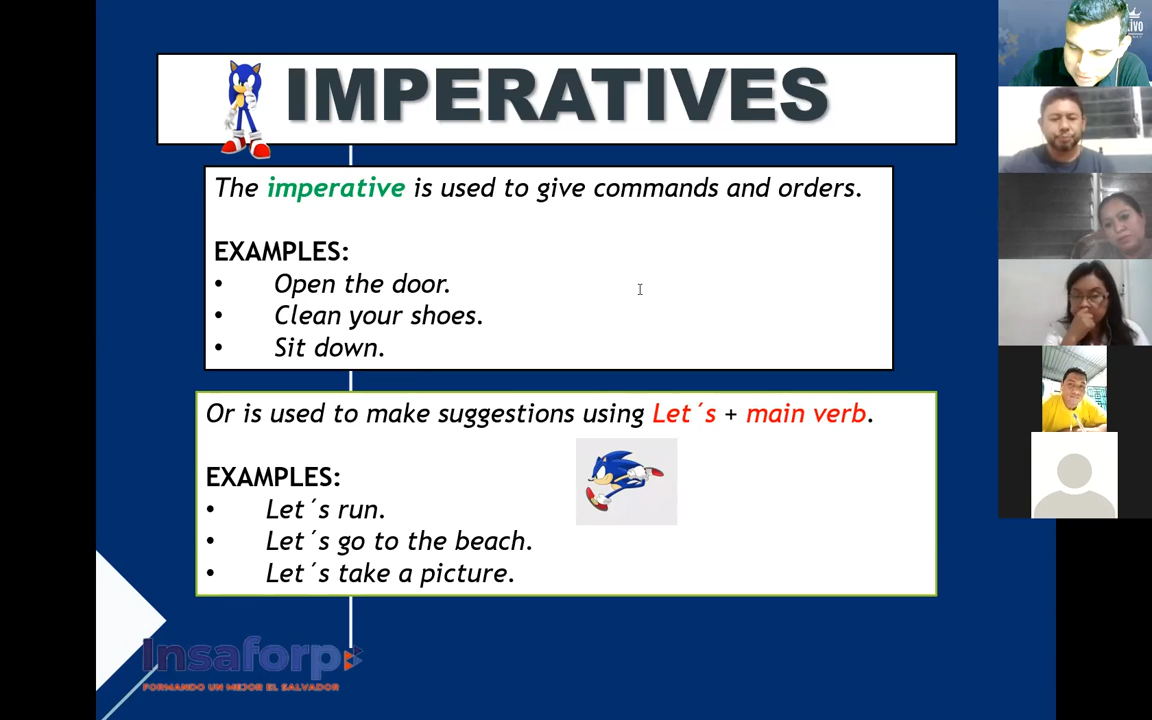 IMPERATIVES
The imperative is used to give commands and orders.
EXAMPLES:
• Open the door.
• Clean your shoes.
• Sit down.
Or is used to make suggestions using Let´s + main verb.
EXAMPLES:
• Let´s run.
• Let´s go to the beach.
• Let´s take a picture.
Insaforp
FORMANDO UN MEJOR EL SALVADOR